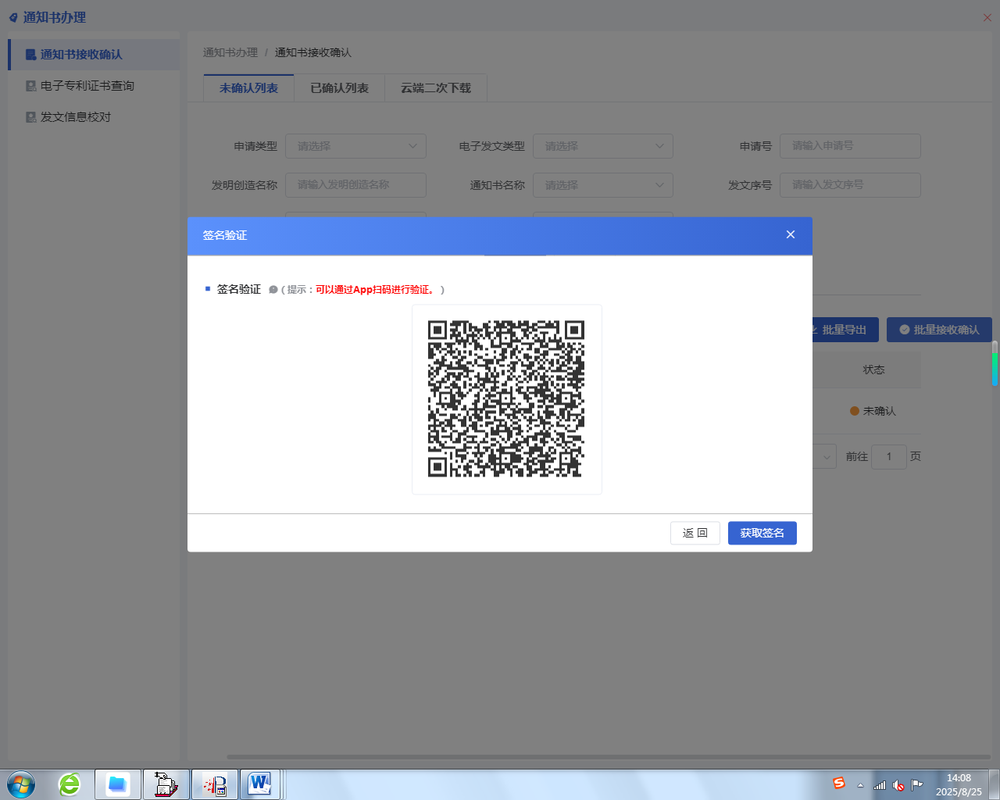 通知书办理
通知书接收确认
电子专利证书查询
发文信息校对
通知书办理 / 通知书接收确认
未确认列表 已确认列表 云端二次下载
申请类型 请选择 电子发文类型 请选择 申请号 请输入申请号
发明创造名称 请输入发明创造名称 通知书名称 请选择 发文序号 请输入发文序号
签名验证
签名验证 （提示：可以通过App扫码进行验证。）
批量导出 批量接收确认
状态
未确认
前往 1 页
返 回 获取签名
14:08
2025/8/25